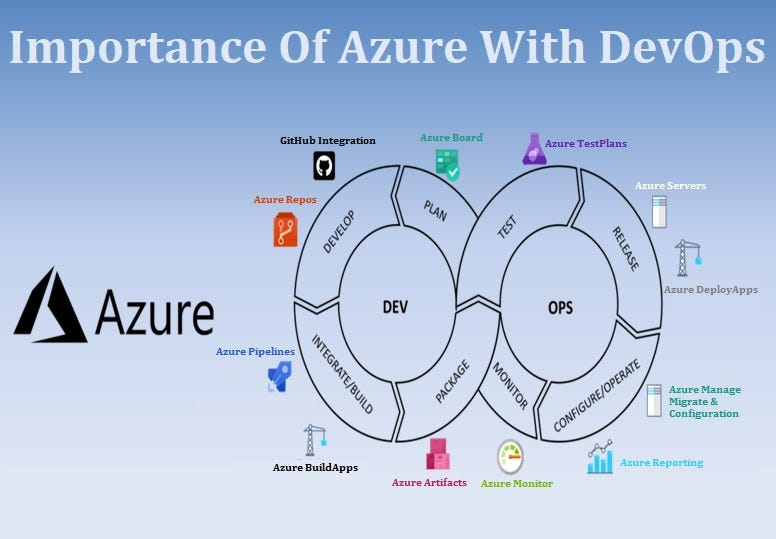 Importance Of Azure With DevOps
GitHub Integration
Azure Board
Azure TestPlans
Azure Repos
Azure Servers
DEVELOP
PLAN
TEST
RELEASE
Azure
DEV
OPS
Azure DeployApps
Azure Pipelines
INTEGRATE/BUILD
PACKAGE
MONITOR
CONFIGURE/OPERATE
Azure Manage
Migrate &
Configuration
Azure BuildApps
Azure Artifacts
Azure Monitor
Azure Reporting